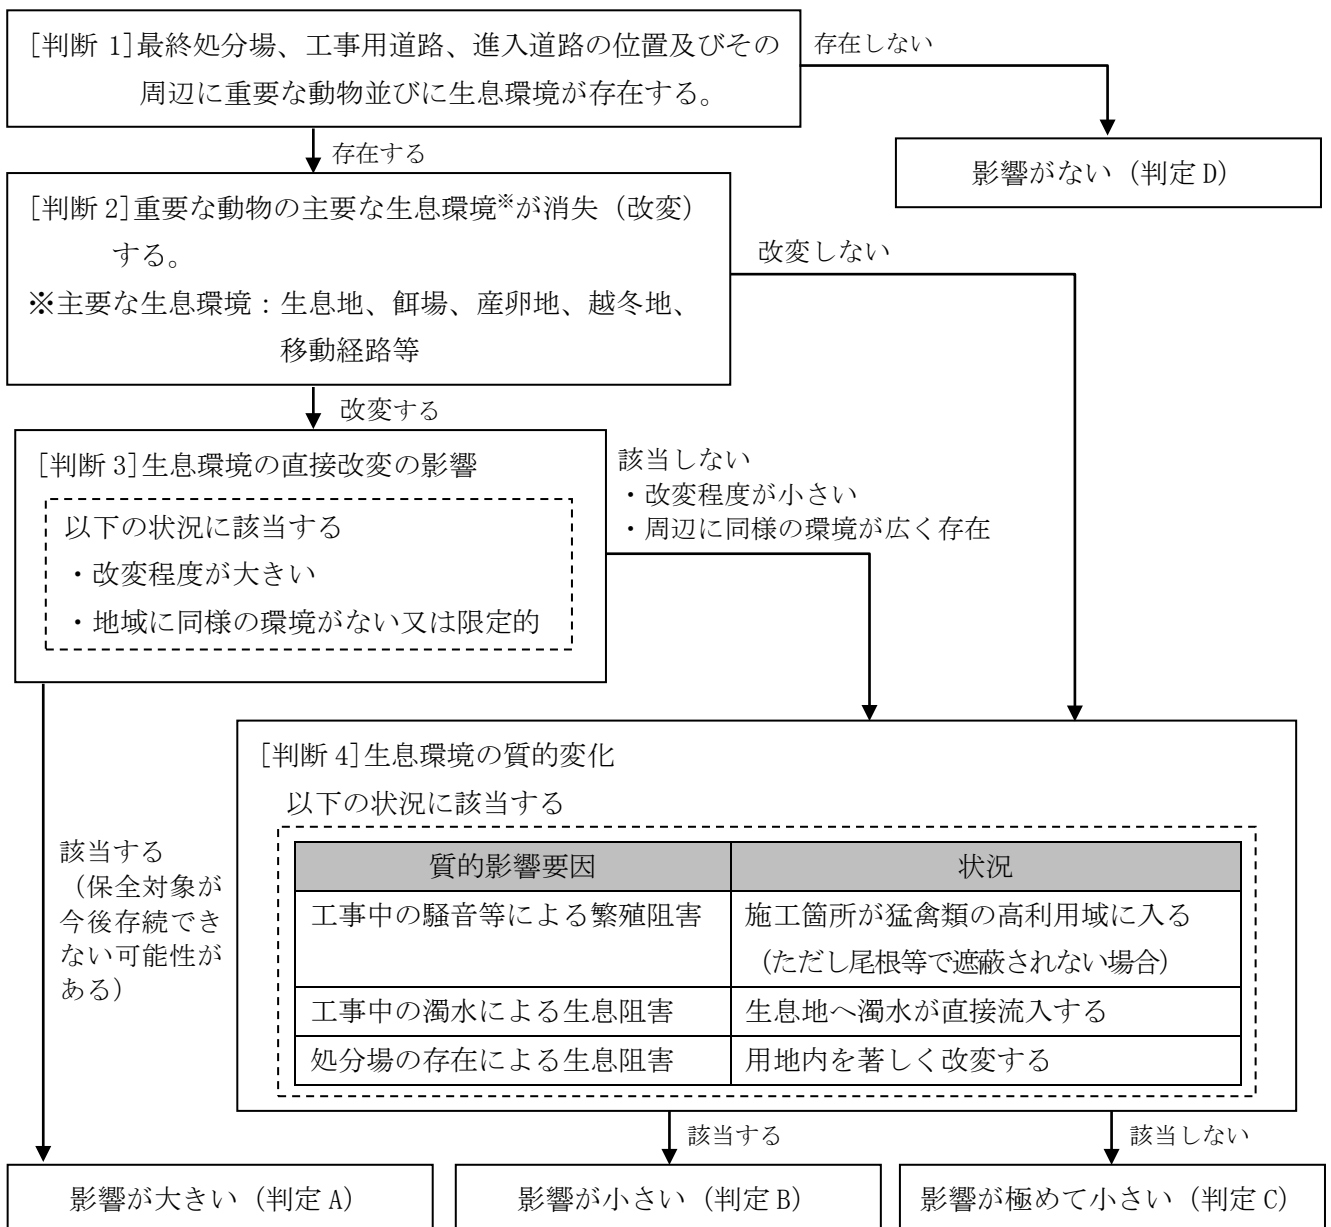 [判断 1]最終処分場、工事用道路、進入道路の位置及びその
周辺に重要な動物並びに生息環境が存在する。
存在しない
影響がない（判定 D）
存在する
[判断 2]重要な動物の主要な生息環境※が消失（改変）
する。
※主要な生息環境：生息地、餌場、産卵地、越冬地、
移動経路等
改変しない
改変する
[判断 3]生息環境の直接改変の影響
以下の状況に該当する
・改変程度が大きい
・地域に同様の環境がない又は限定的
該当しない
・改変程度が小さい
・周辺に同様の環境が広く存在
該当する
（保全対象が
今後存続でき
ない可能性が
ある）
[判断 4]生息環境の質的変化
以下の状況に該当する
質的影響要因 状況
工事中の騒音等による繁殖阻害 施工箇所が猛禽類の高利用域に入る
（ただし尾根等で遮蔽されない場合）
工事中の濁水による生息阻害 生息地へ濁水が直接流入する
処分場の存在による生息阻害 用地内を著しく改変する
該当する
該当しない
影響が大きい（判定 A）
影響が小さい（判定 B）
影響が極めて小さい（判定 C）